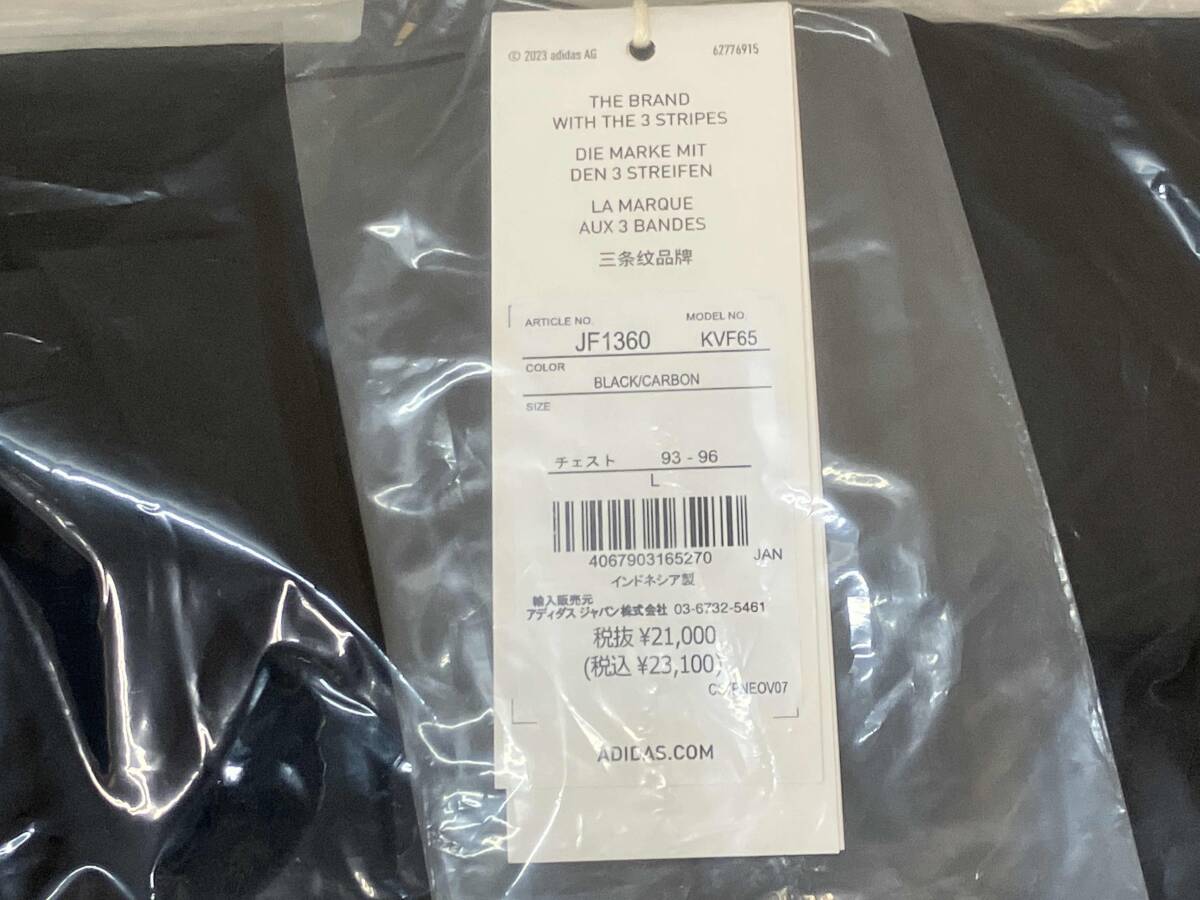 © 2023 adidas AG
62776915
THE BRAND
WITH THE 3 STRIPES
DIE MARKE MIT
DEN 3 STREIFEN
LA MARQUE
AUX 3 BANDES
三条纹品牌
ARTICLE NO. MODEL NO.
JF1360 KVF65
COLOR
BLACK/CARBON
SIZE
チェスト 93 - 96
L
4067903165270 JAN
インドネシア製
輸入販売元
アディダス ジャパン株式会社 03-6732-5461
税抜 ¥21,000
(税込 ¥23,100)
ADIDAS.COM